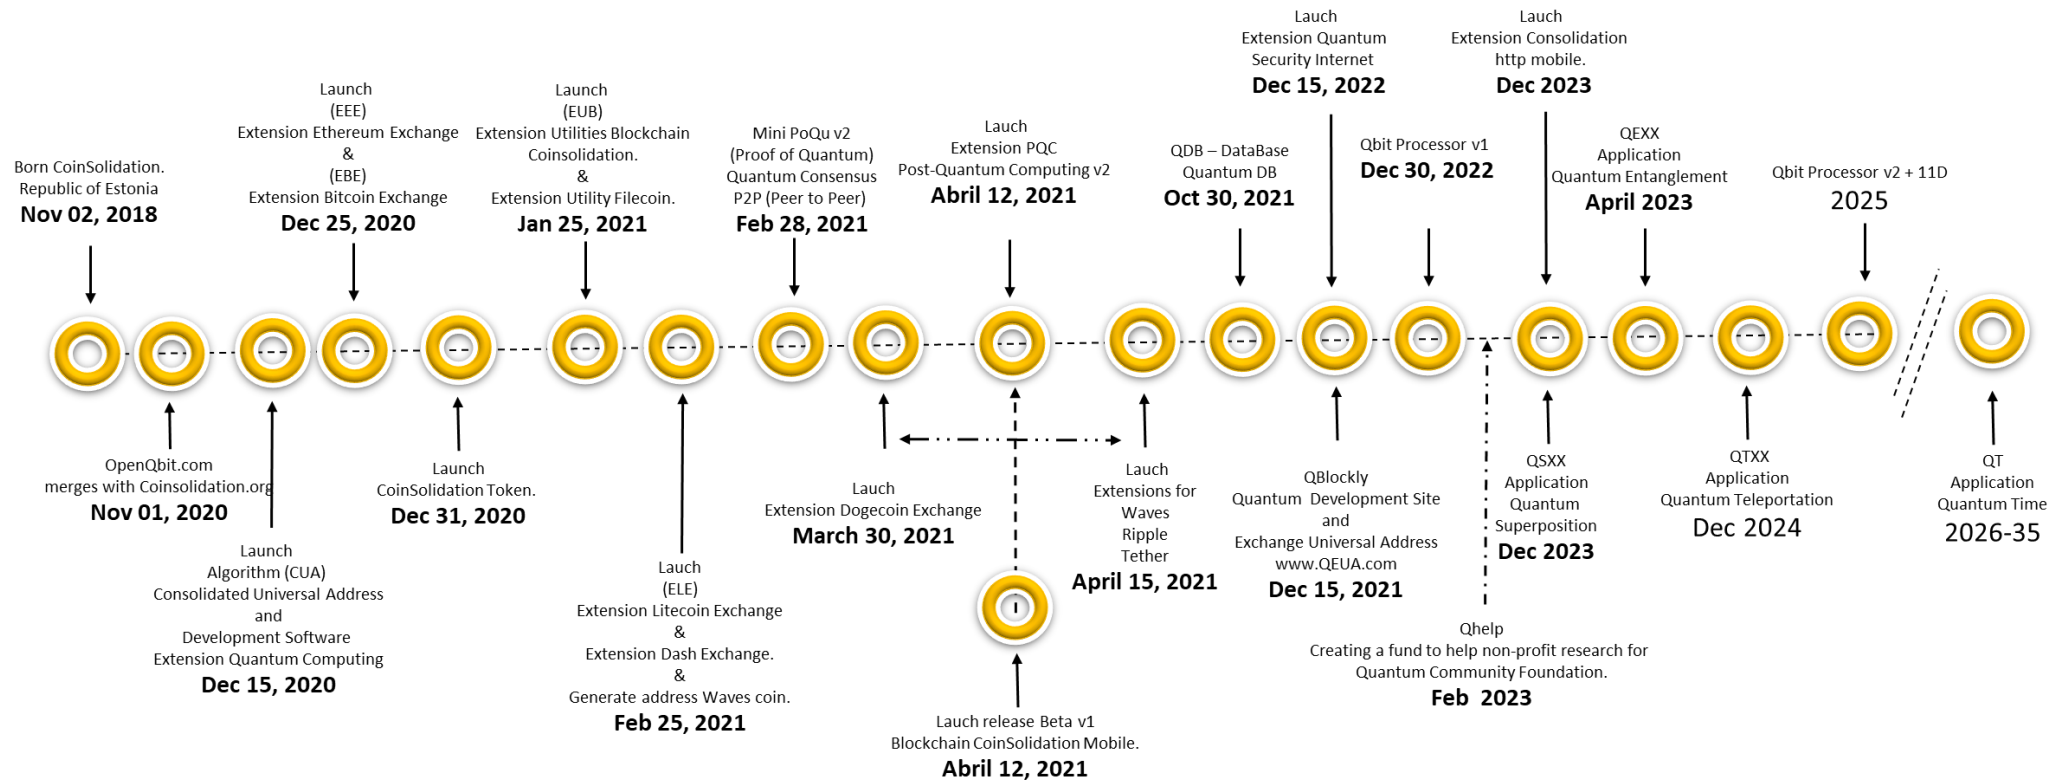 Born CoinSolidation.
Republic of Estonia
Nov 02, 2018
OpenQbit.com
merges with Coinsolidation.org
Nov 01, 2020
Launch
Algorithm (CUA)
Consolidated Universal Address
and
Development Software
Extension Quantum Computing
Dec 15, 2020
Launch
(EEE)
Extension Ethereum Exchange
&
(EBE)
Extension Bitcoin Exchange
Dec 25, 2020
Launch
CoinSolidation Token.
Dec 31, 2020
Launch
(EUB)
Extension Utilities Blockchain
Coinsolidation.
&
Extension Utility Filecoin.
Jan 25, 2021
Lauch
(ELE)
Extension Litecoin Exchange
&
Extension Dash Exchange.
&
Generate address Waves coin.
Feb 25, 2021
Mini PoQu v2
(Proof of Quantum)
Quantum Consensus
P2P (Peer to Peer)
Feb 28, 2021
Lauch
Extension Dogecoin Exchange
March 30, 2021
Lauch
Extension PQC
Post-Quantum Computing v2
Abril 12, 2021
Lauch release Beta v1
Blockchain CoinSolidation Mobile.
Abril 12, 2021
Lauch
Extensions for
Waves
Ripple
Tether
April 15, 2021
QDB – DataBase
Quantum DB
Oct 30, 2021
Lauch
Extension Quantum
Security Internet
Dec 15, 2022
QBlockly
Quantum Development Site
and
Exchange Universal Address
www.QEUA.com
Dec 15, 2021
Qbit Processor v1
Dec 30, 2022
Qhelp
Creating a fund to help non-profit research for
Quantum Community Foundation.
Feb 2023
Lauch
Extension Consolidation
http mobile.
Dec 2023
QSXX
Application
Quantum
Superposition
Dec 2023
QEXX
Application
Quantum Entanglement
April 2023
QTXX
Application
Quantum Teleportation
Dec 2024
Qbit Processor v2 + 11D
2025
QT
Application
Quantum Time
2026-35